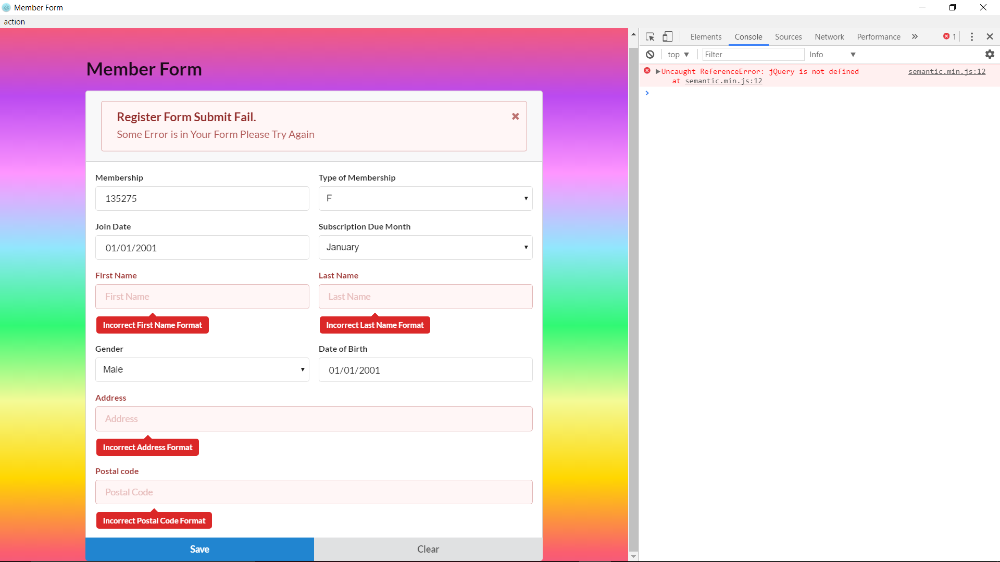 Member Form
action
Member Form
Register Form Submit Fail.
Some Error is in Your Form Please Try Again
Membership
Type of Membership
135275
F
Join Date
Subscription Due Month
01/01/2001
January
First Name
Last Name
First Name
Last Name
Incorrect First Name Format
Incorrect Last Name Format
Gender
Date of Birth
Male
01/01/2001
Address
Address
Incorrect Address Format
Postal code
Postal Code
Incorrect Postal Code Format
Save
Clear
Elements Console Sources Network Performance » 1
top Filter Info
Uncaught ReferenceError: jQuery is not defined semantic.min.js:12
at semantic.min.js:12